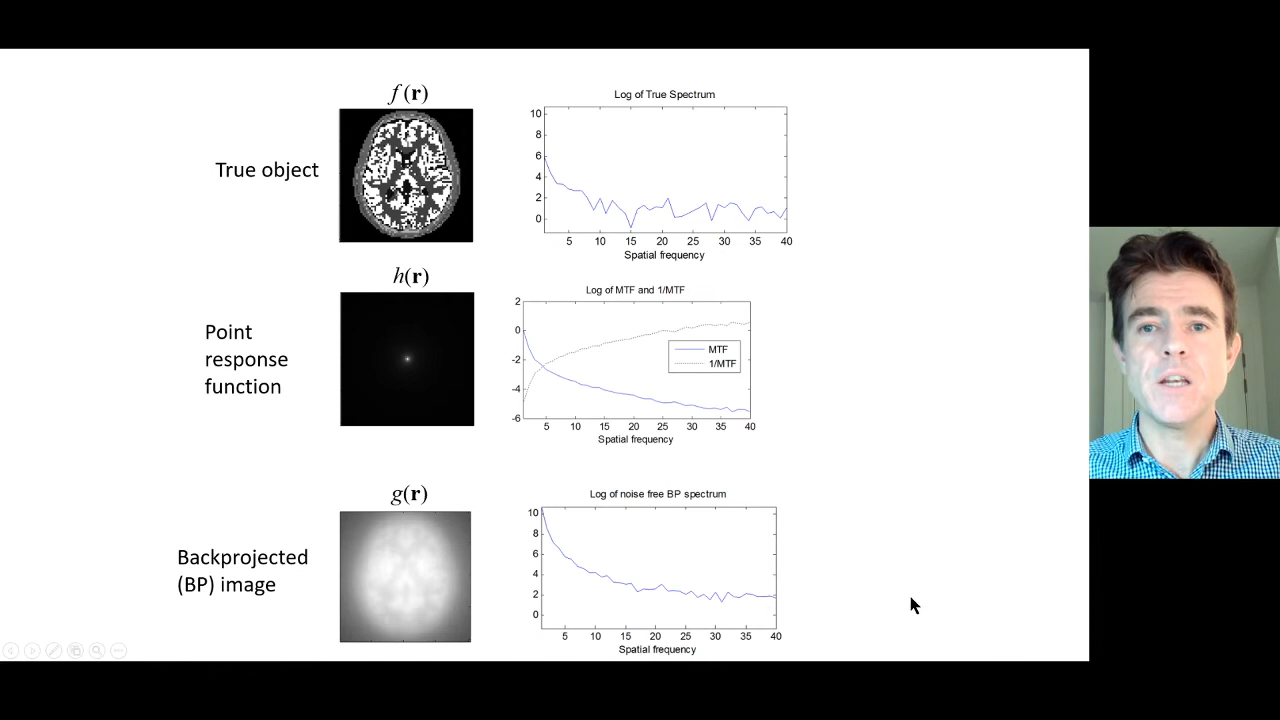 f (r)
Log of True Spectrum
True object
10
8
6
4
2
0
5 10 15 20 25 30 35 40
Spatial frequency
h(r)
Log of MTF and 1/MTF
Point
response
function
2
0
-2
-4
-6
MTF
1/MTF
5 10 15 20 25 30 35 40
Spatial frequency
g(r)
Log of noise free BP spectrum
Backprojected
(BP) image
10
8
6
4
2
0
5 10 15 20 25 30 35 40
Spatial frequency